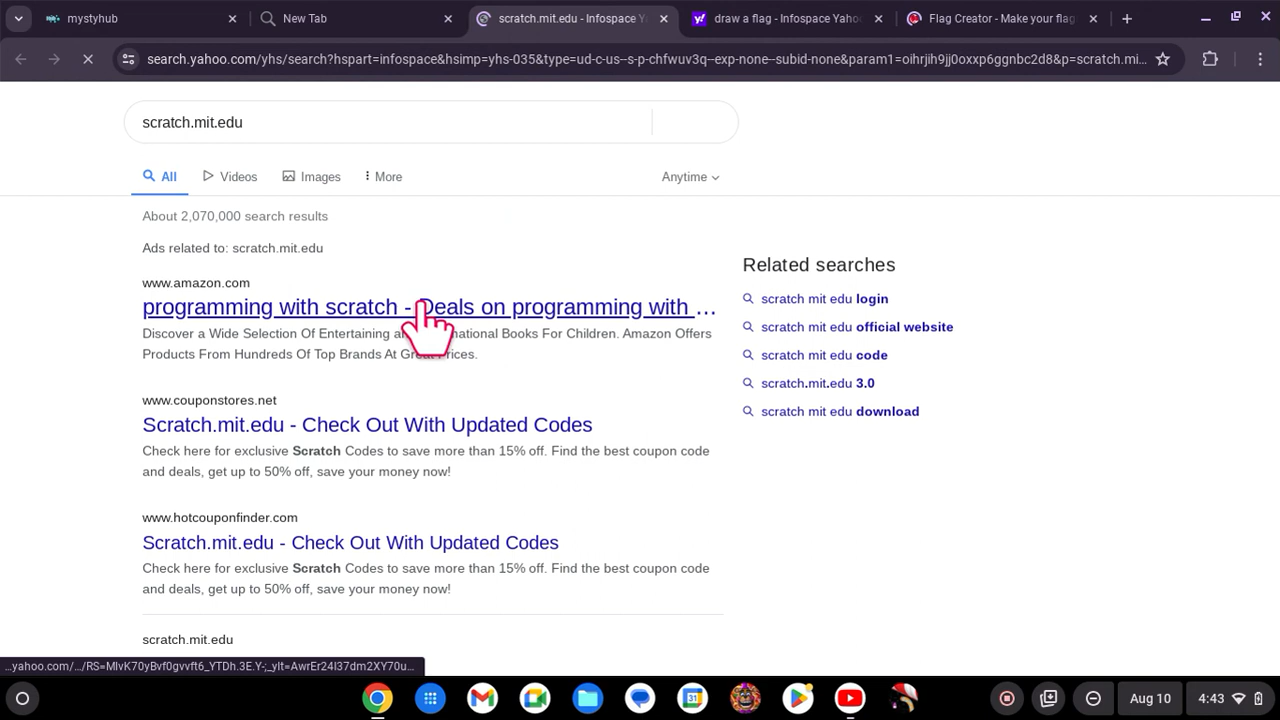 mystyhub
New Tab
scratch.mit.edu - Infospace Y
draw a flag - Infospace Yahoo
Flag Creator - Make your flag
search.yahoo.com/yhs/search?hspart=infospace&hsimp=yhs-035&type=ud-c-us--s-p-chfwuv3q--exp-none--subid-none&param1=oihrjih9jj0oxxp6ggnbc2d8&p=scratch.mi...
scratch.mit.edu
All
Videos
Images
More
Anytime
About 2,070,000 search results
Ads related to: scratch.mit.edu
www.amazon.com
programming with scratch - Deals on programming with ...
Discover a Wide Selection Of Entertaining an national Books For Children. Amazon Offers
Products From Hundreds Of Top Brands At Great Prices.
www.couponstores.net
Scratch.mit.edu - Check Out With Updated Codes
Check here for exclusive Scratch Codes to save more than 15% off. Find the best coupon code
and deals, get up to 50% off, save your money now!
www.hotcouponfinder.com
Scratch.mit.edu - Check Out With Updated Codes
Check here for exclusive Scratch Codes to save more than 15% off. Find the best coupon code
and deals, get up to 50% off, save your money now!
scratch.mit.edu
Related searches
scratch mit edu login
scratch mit edu official website
scratch mit edu code
scratch.mit.edu 3.0
scratch mit edu download
...yahoo.com/.../RS=MlvK70yBvf0gvvft6_YTDh.3E.Y-;_ylt=AwrEr24I37dm2XY70u...
31
Aug 10
4:43